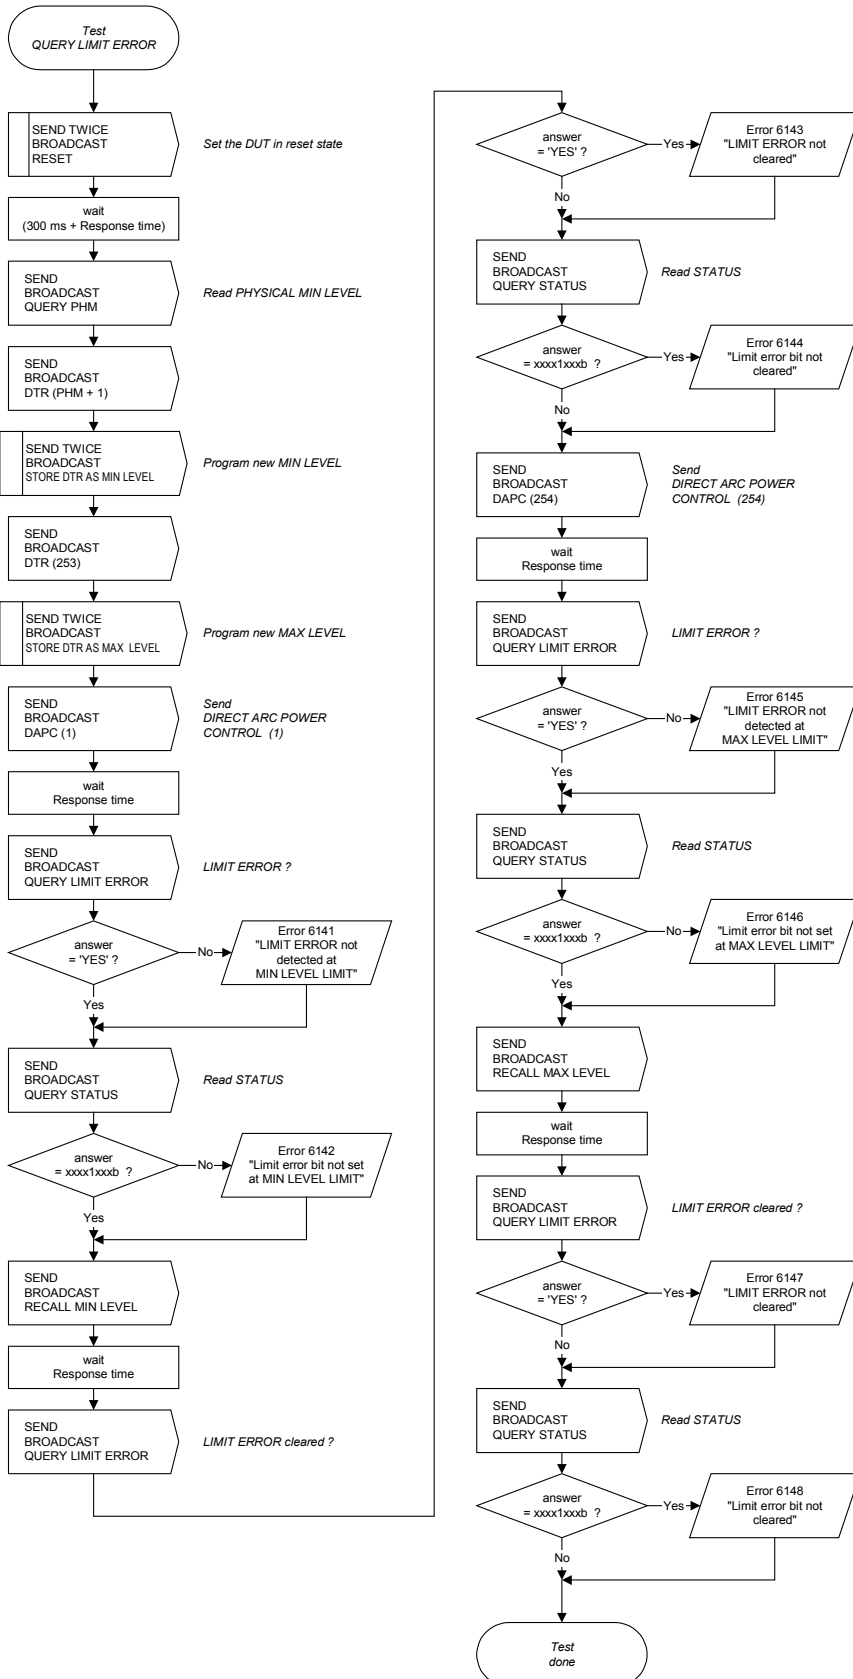 Test
QUERY LIMIT ERROR
SEND TWICE
BROADCAST
RESET
Set the DUT in reset state
wait
(300 ms + Response time)
SEND
BROADCAST
QUERY PHM
Read PHYSICAL MIN LEVEL
SEND
BROADCAST
DTR (PHM + 1)
SEND TWICE
BROADCAST
STORE DTR AS MIN LEVEL
Program new MIN LEVEL
SEND
BROADCAST
DTR (253)
SEND TWICE
BROADCAST
STORE DTR AS MAX LEVEL
Program new MAX LEVEL
SEND
BROADCAST
DAPC (1)
Send
DIRECT ARC POWER
CONTROL (1)
wait
Response time
SEND
BROADCAST
QUERY LIMIT ERROR
LIMIT ERROR ?
answer
= 'YES' ?
No
Error 6141
"LIMIT ERROR not
detected at
MIN LEVEL LIMIT"
Yes
SEND
BROADCAST
QUERY STATUS
Read STATUS
answer
= xxxx1xxxb ?
No
Error 6142
"Limit error bit not set
at MIN LEVEL LIMIT"
Yes
SEND
BROADCAST
RECALL MIN LEVEL
wait
Response time
SEND
BROADCAST
QUERY LIMIT ERROR
LIMIT ERROR cleared ?
answer
= 'YES' ?
Yes
Error 6143
"LIMIT ERROR not
cleared"
No
SEND
BROADCAST
QUERY STATUS
Read STATUS
answer
= xxxx1xxxb ?
Yes
Error 6144
"Limit error bit not
cleared"
No
SEND
BROADCAST
DAPC (254)
Send
DIRECT ARC POWER
CONTROL (254)
wait
Response time
SEND
BROADCAST
QUERY LIMIT ERROR
LIMIT ERROR ?
answer
= 'YES' ?
No
Error 6145
"LIMIT ERROR not
detected at
MAX LEVEL LIMIT"
Yes
SEND
BROADCAST
QUERY STATUS
Read STATUS
answer
= xxxx1xxxb ?
No
Error 6146
"Limit error bit not set
at MAX LEVEL LIMIT"
Yes
SEND
BROADCAST
RECALL MAX LEVEL
wait
Response time
SEND
BROADCAST
QUERY LIMIT ERROR
LIMIT ERROR cleared ?
answer
= 'YES' ?
Yes
Error 6147
"LIMIT ERROR not
cleared"
No
SEND
BROADCAST
QUERY STATUS
Read STATUS
answer
= xxxx1xxxb ?
Yes
Error 6148
"Limit error bit not
cleared"
No
Test
done